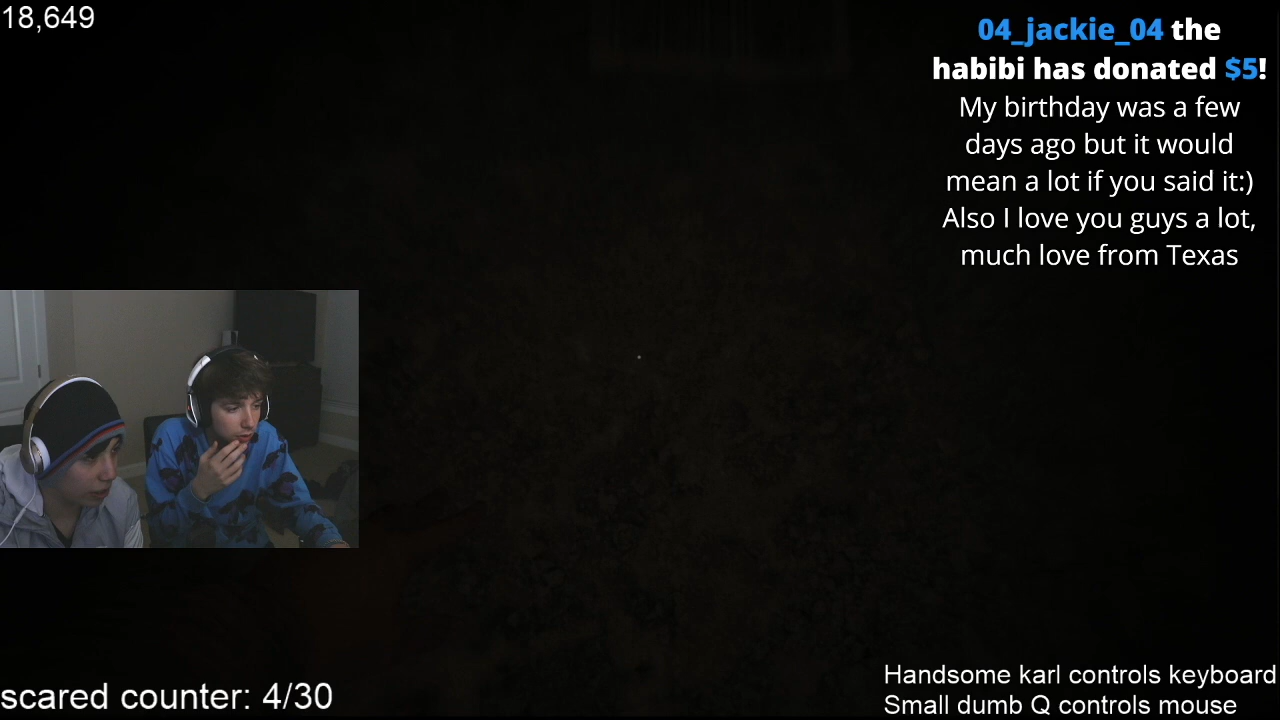 18,649
04_jackie_04 the
habibi has donated $5!
My birthday was a few
days ago but it would
mean a lot if you said it:)
Also I love you guys a lot,
much love from Texas
scared counter: 4/30
Handsome karl controls keyboard
Small dumb Q controls mouse